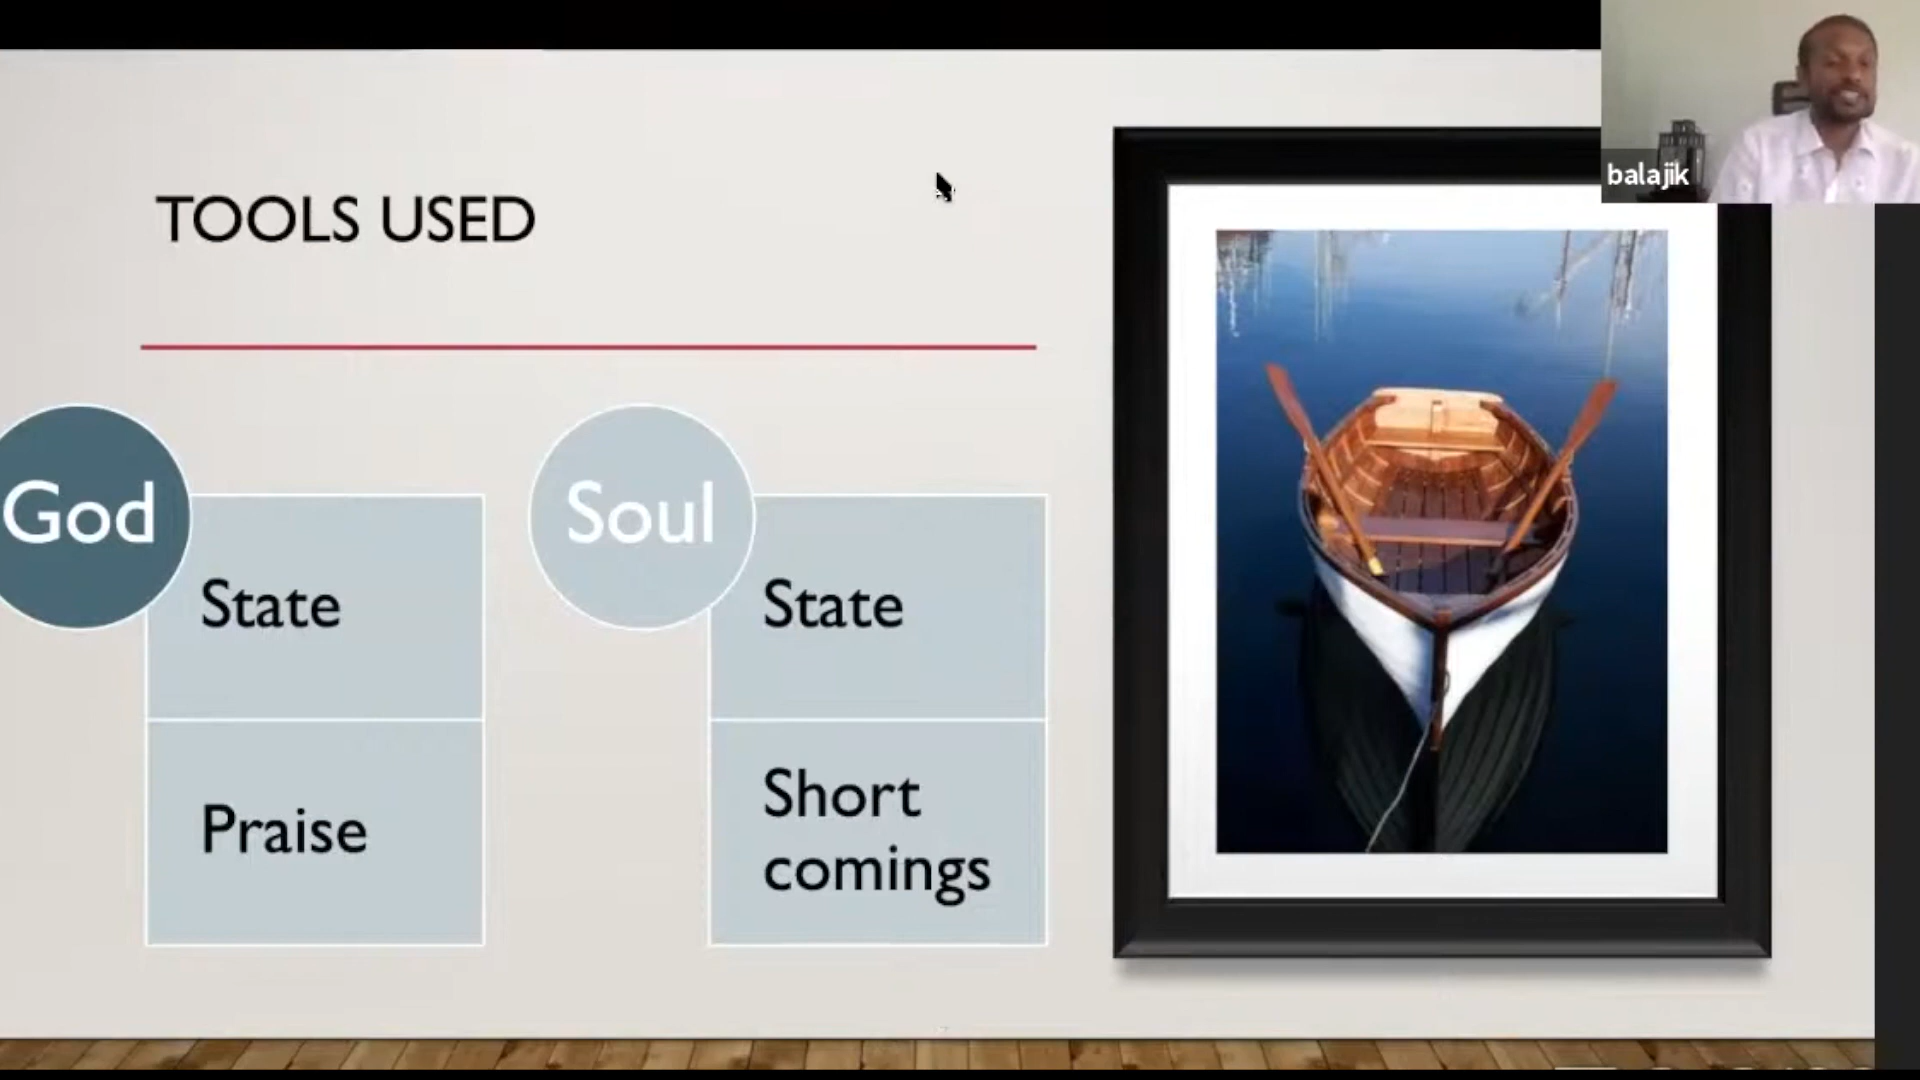 balajik
TOOLS USED
God
State
Praise
Soul
State
Short
comings